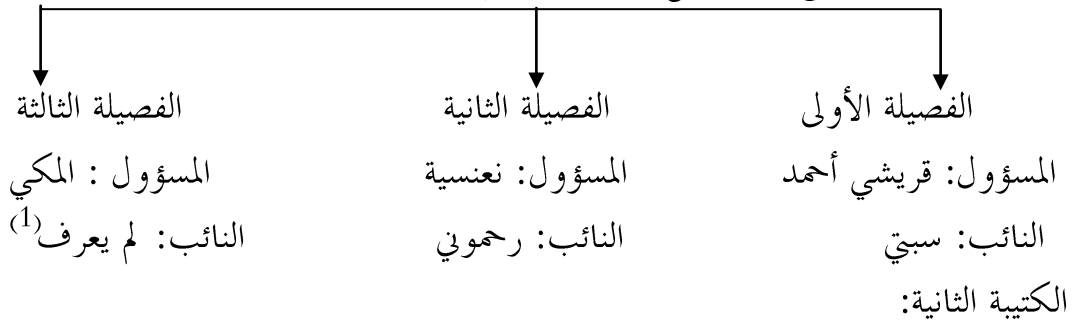 الفصيلة الأولى الفصيلة الثانية الفصيلة الثالثة
المسؤول: قريشي أحمد المسؤول: نعنسية المسؤول : المكي
النائب: سبتي النائب: رحموني النائب: لم يعرف(1)
الكتيبة الثانية: